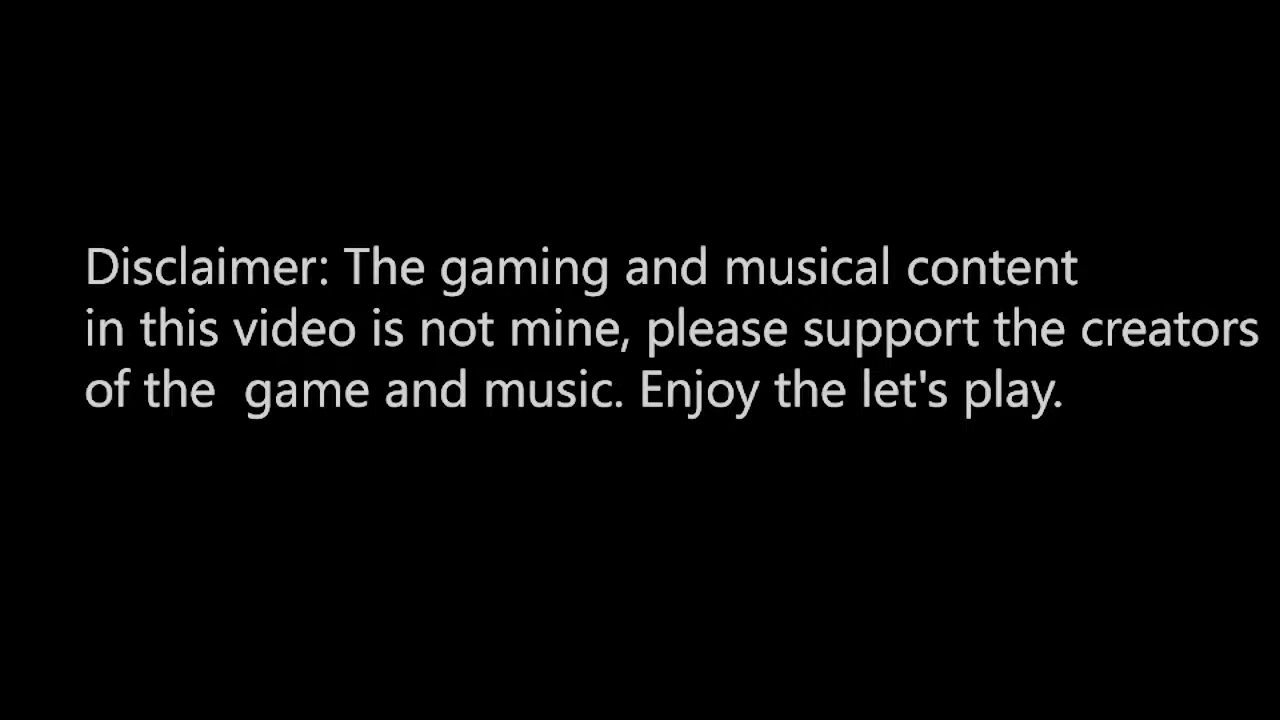 Disclaimer: The gaming and musical content
in this video is not mine, please support the creators
of the  game and music. Enjoy the let's play.